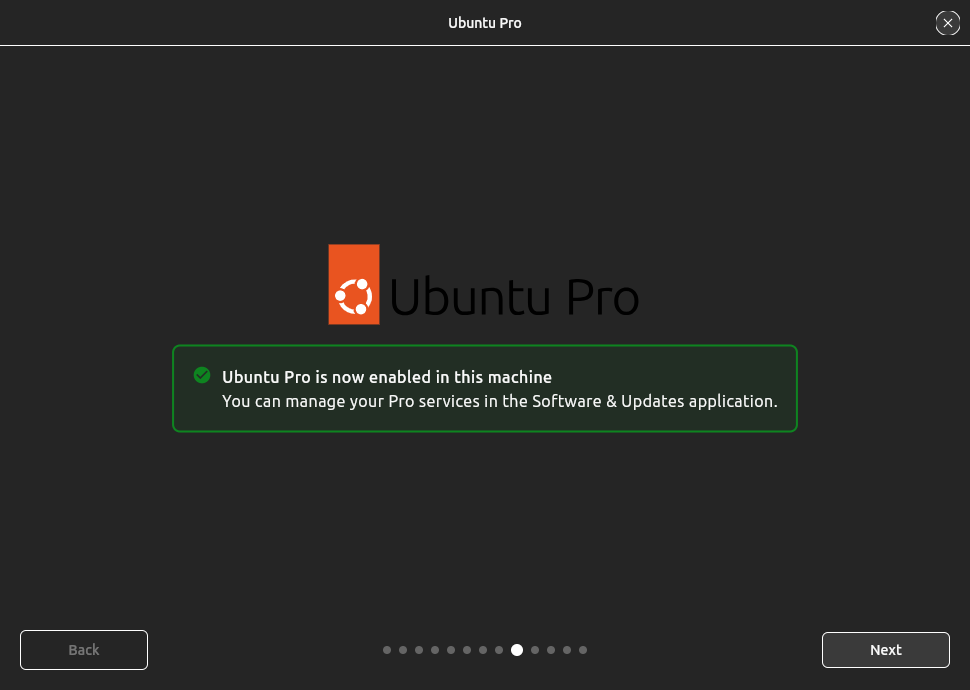 Ubuntu Pro
Ubuntu Pro
Ubuntu Pro is now enabled in this machine
You can manage your Pro services in the Software & Updates application.
Back
Next